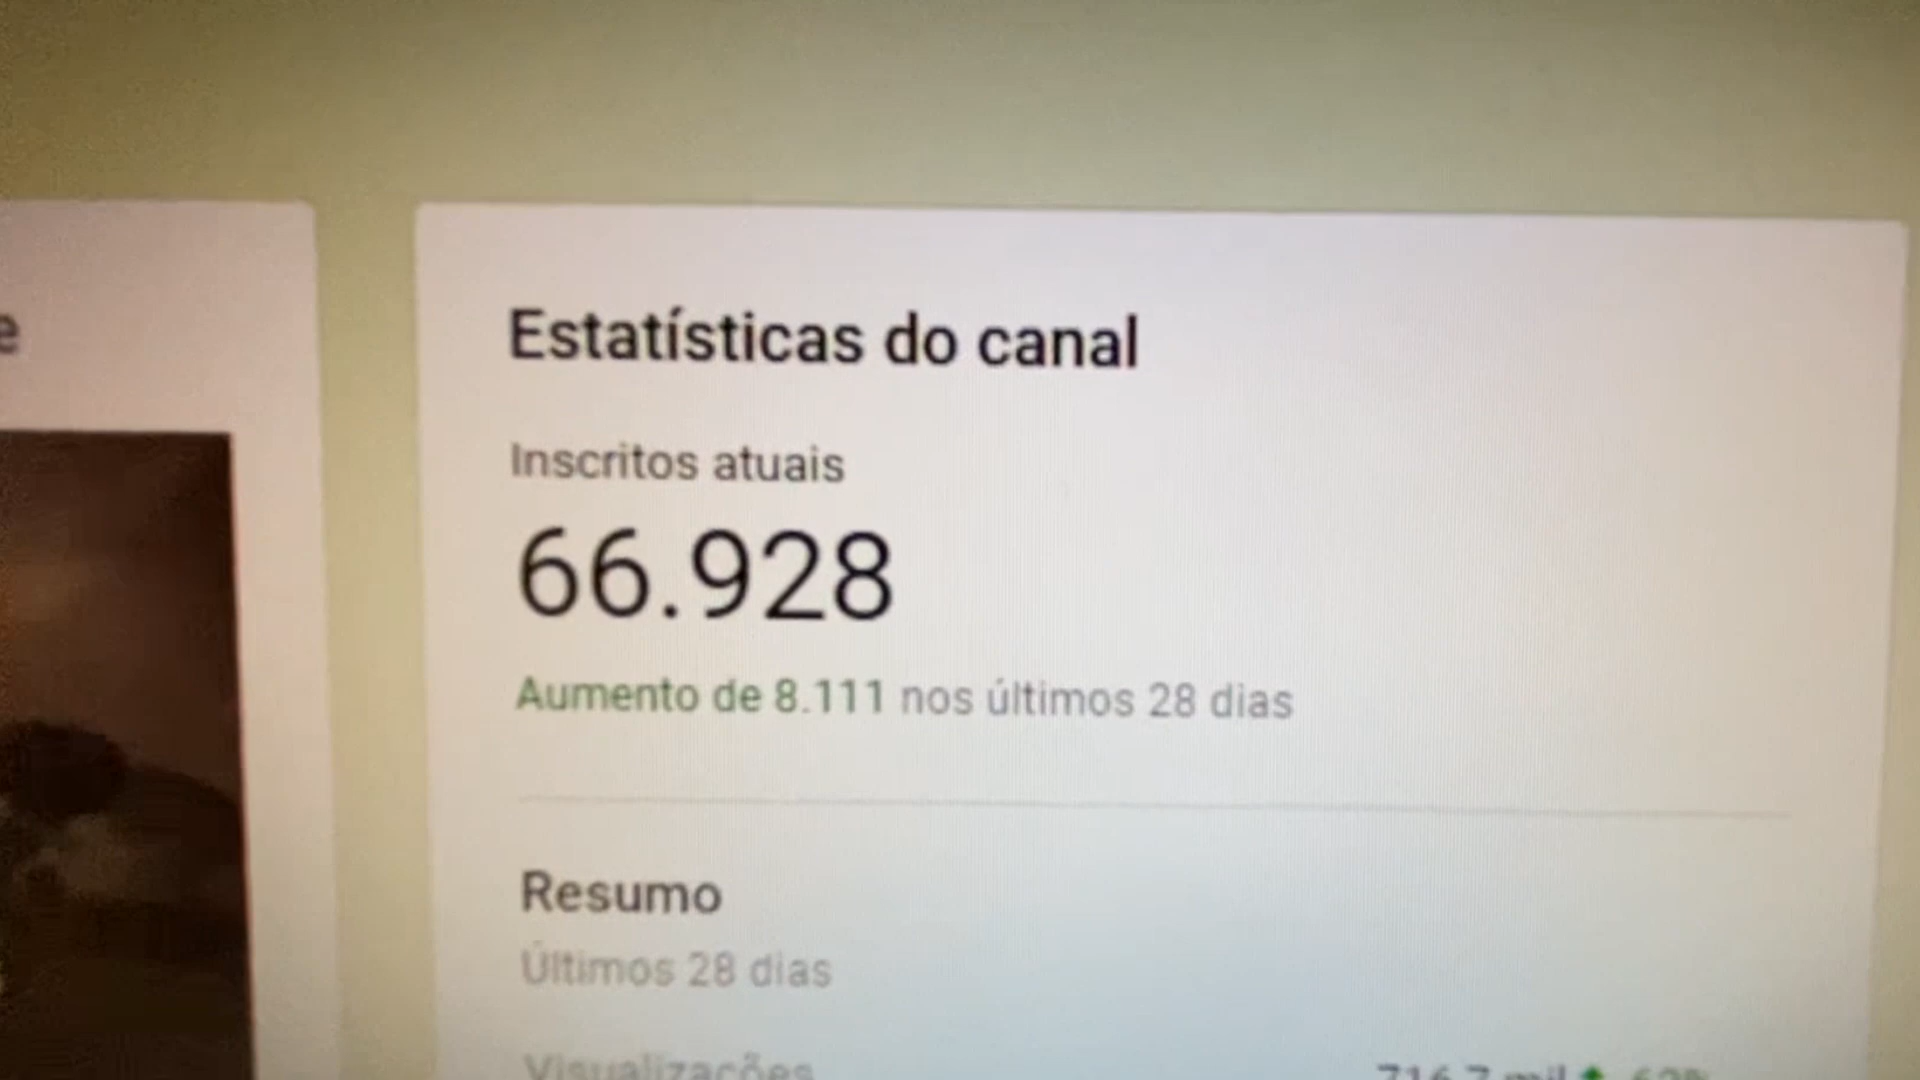 e
Estatísticas do canal
Inscritos atuais
66.928
Aumento de 8.111 nos últimos 28 dias
Resumo
Últimos 28 dias
Visualizações